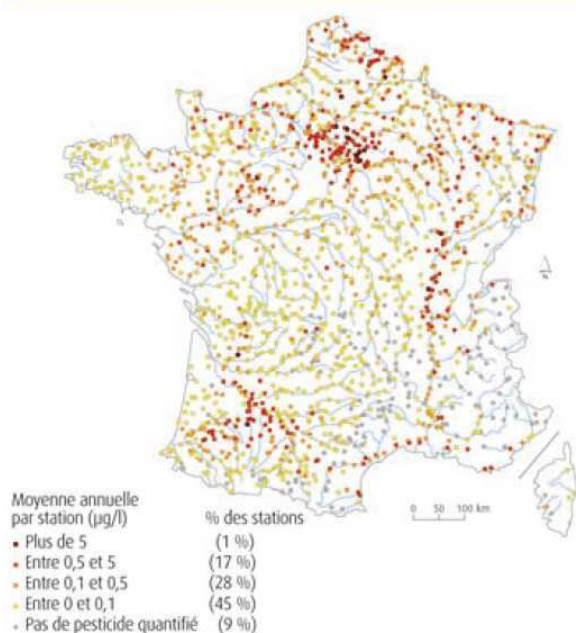 Moyenne annuelle
par station (µg/l) % des stations
Plus de 5 (1 %)
Entre 0,5 et 5 (17 %)
Entre 0,1 et 0,5 (28 %)
Entre 0 et 0,1 (45 %)
Pas de pesticide quantifié (9 %)
0 50 100 km